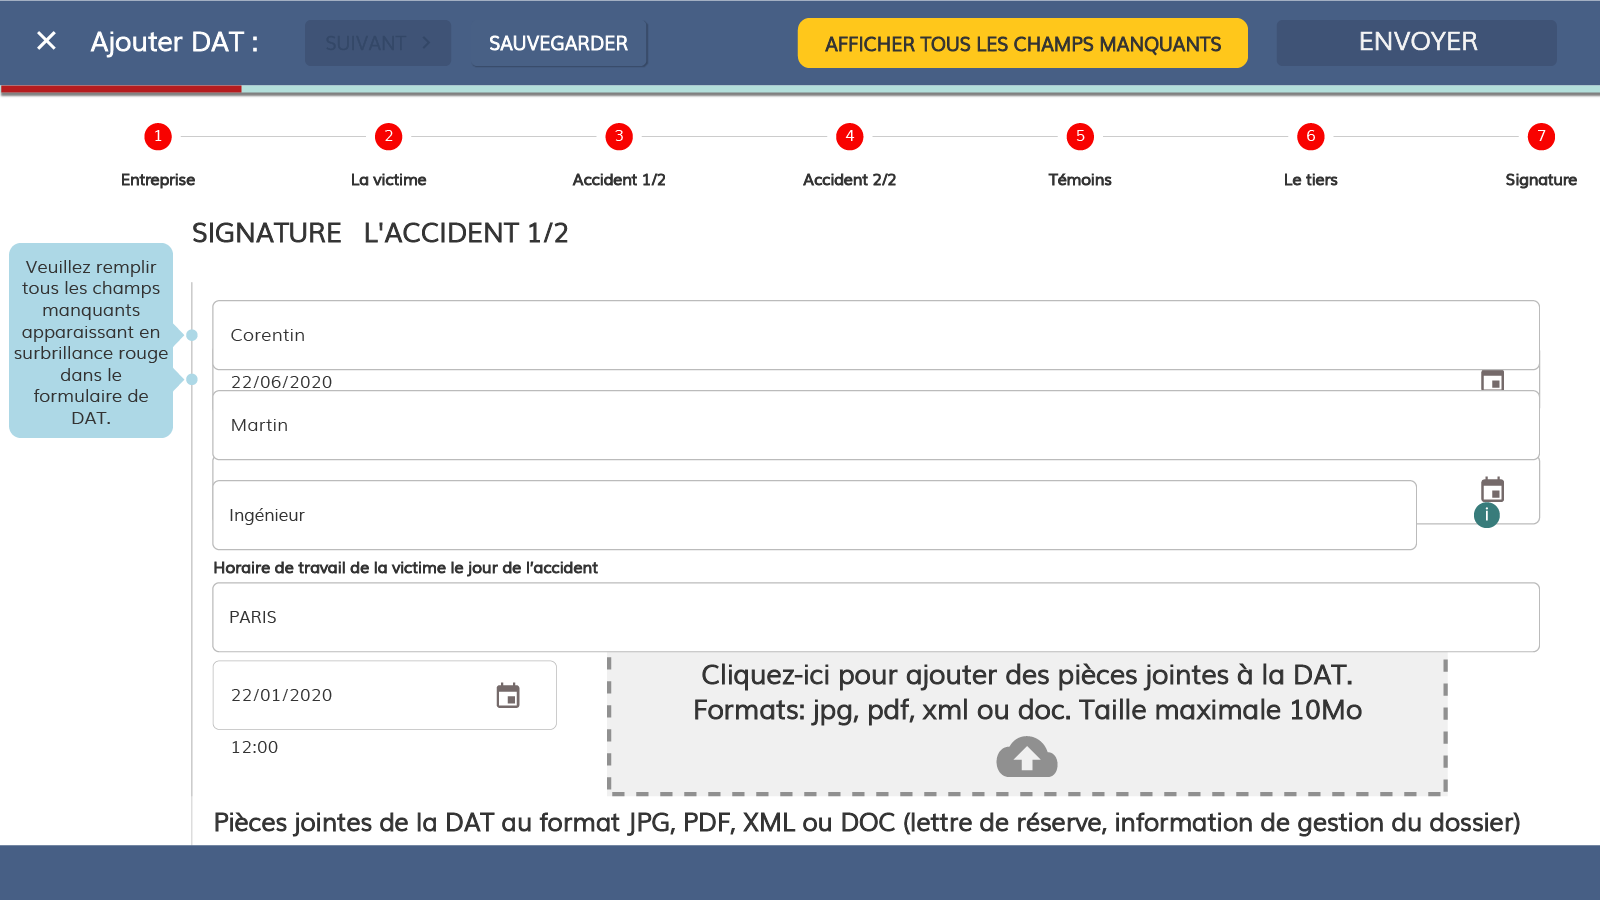 Ajouter DAT :
SUIVANT
SAUVEGARDER
AFFICHER TOUS LES CHAMPS MANQUANTS
ENVOYER
1 2 3 4 5 6 7
Entreprise La victime Accident 1/2 Accident 2/2 Témoins Le tiers Signature
SIGNATURE L'ACCIDENT 1/2
Veuillez remplir
tous les champs
manquants
apparaissant en
surbrillance rouge
dans le
formulaire de
DAT.
Corentin
22/06/2020
Martin
Ingénieur
i
Horaire de travail de la victime le jour de l'accident
PARIS
22/01/2020
12:00
Cliquez-ici pour ajouter des pièces jointes à la DAT.
Formats: jpg, pdf, xml ou doc. Taille maximale 10Mo
Pièces jointes de la DAT au format JPG, PDF, XML ou DOC (lettre de réserve, information de gestion du dossier)